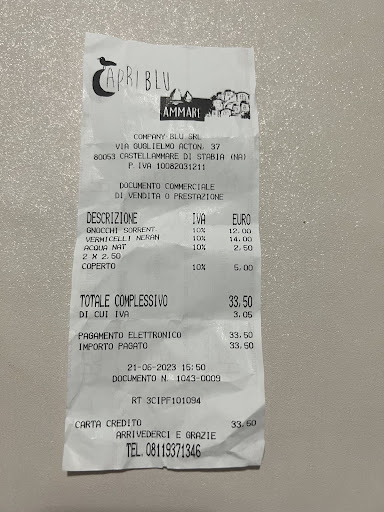 CAPRI BLU
AMMARE
COMPANY BLU SRL
VIA GUGLIELMO ACTON, 37
80053 CASTELLAMMARE DI STABIA (NA)
P. IVA 10082031211
DOCUMENTO COMMERCIALE
DI VENDITA O PRESTAZIONE
DESCRIZIONE IVA EURO
GNOCCHI SORRENT 10% 12,00
VERMICELLI NERAN 10% 14,00
ACQUA NAT 10% 2,50
2 X 2,50
COPERTO 10% 5,00
TOTALE COMPLESSIVO 33,50
DI CUI IVA 3,05
PAGAMENTO ELETTRONICO 33,50
IMPORTO PAGATO 33,50
21-06-2023 15:50
DOCUMENTO N. 1043-0009
RT 3CIPF101094
CARTA CREDITO 33,50
ARRIVEDERCI E GRAZIE
TEL. 08119371346